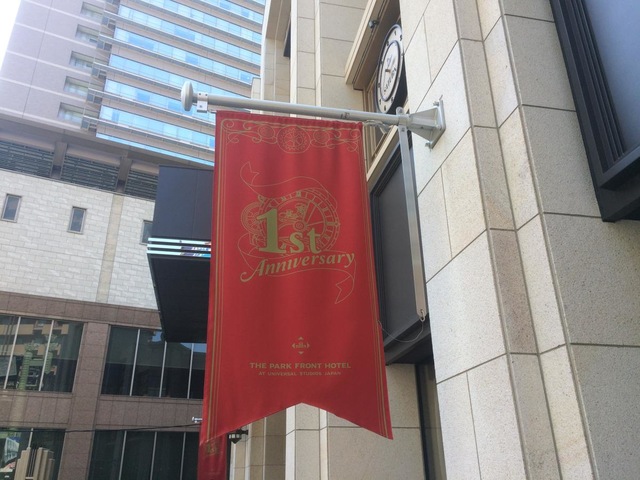 1st
Anniversary
THE PARK FRONT HOTEL
AT UNIVERSAL STUDIOS JAPAN